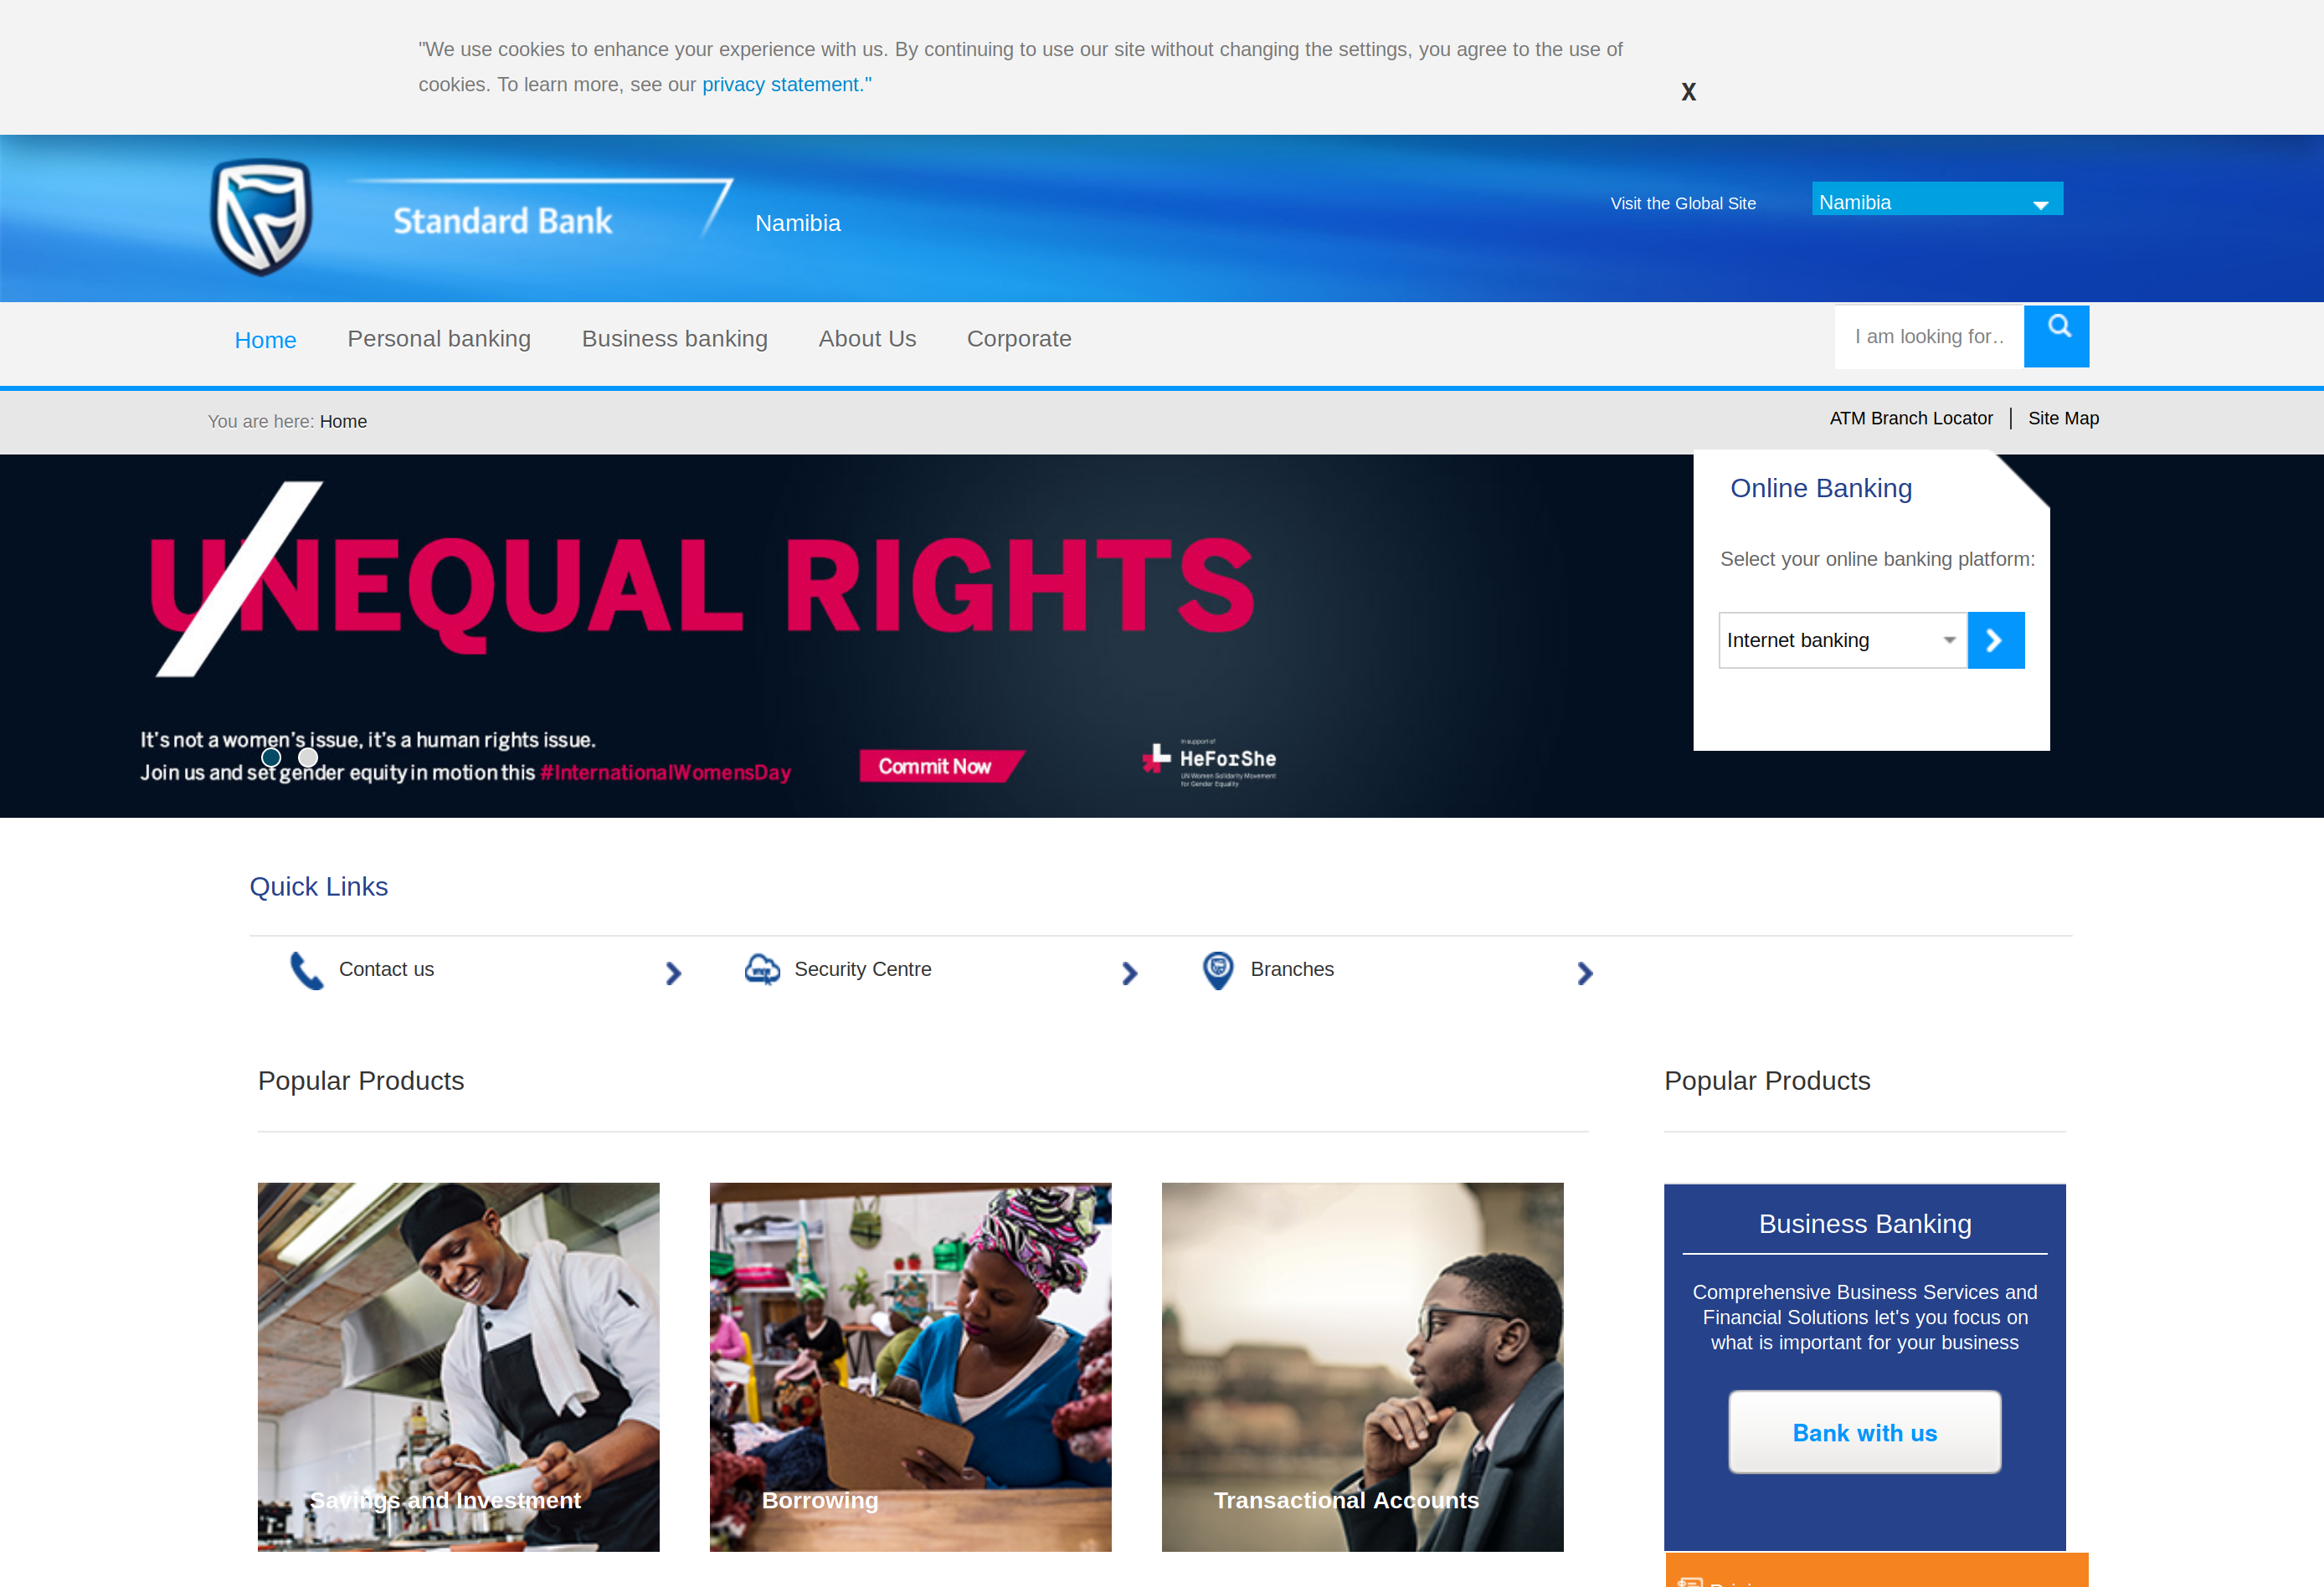 "We use cookies to enhance your experience with us. By continuing to use our site without changing the settings, you agree to the use of
cookies. To learn more, see our privacy statement."
X
Standard Bank
Namibia
Visit the Global Site
Namibia
Home
Personal banking
Business banking
About Us
Corporate
I am looking for..
You are here: Home
ATM Branch Locator
Site Map
UNEQUAL RIGHTS
It's not a women's issue, it's a human rights issue.
Join us and set gender equity in motion this #InternationalWomensDay
Commit Now
In support of
HeForShe
UN Women Solidarity Movement
for Gender Equality
Online Banking
Select your online banking platform:
Internet banking
Quick Links
Contact us
Security Centre
Branches
Popular Products
Savings and Investment
Borrowing
Transactional Accounts
Popular Products
Business Banking
Comprehensive Business Services and
Financial Solutions let's you focus on
what is important for your business
Bank with us